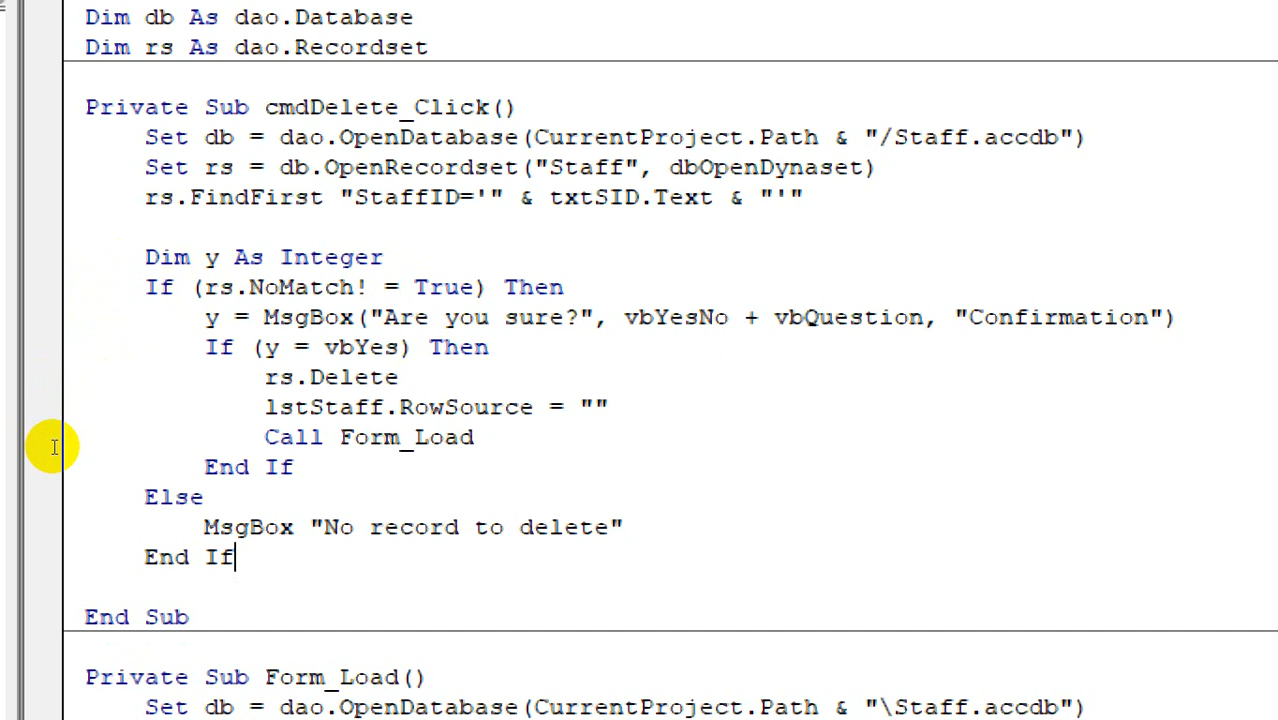 Dim db As dao.Database
Dim rs As dao.Recordset
Private Sub cmdDelete_Click()
Set db = dao.OpenDatabase(CurrentProject.Path & "/Staff.accdb")
Set rs = db.OpenRecordset("Staff", dbOpenDynaset)
rs.FindFirst "StaffID='" & txtSID.Text & "'"
Dim y As Integer
If (rs.NoMatch! = True) Then
y = MsgBox("Are you sure?", vbYesNo + vbQuestion, "Confirmation")
If (y = vbYes) Then
rs.Delete
lstStaff.RowSource = ""
Call Form_Load
End If
Else
MsgBox "No record to delete"
End If
End Sub
Private Sub Form_Load()
Set db = dao.OpenDatabase(CurrentProject.Path & "\Staff.accdb")